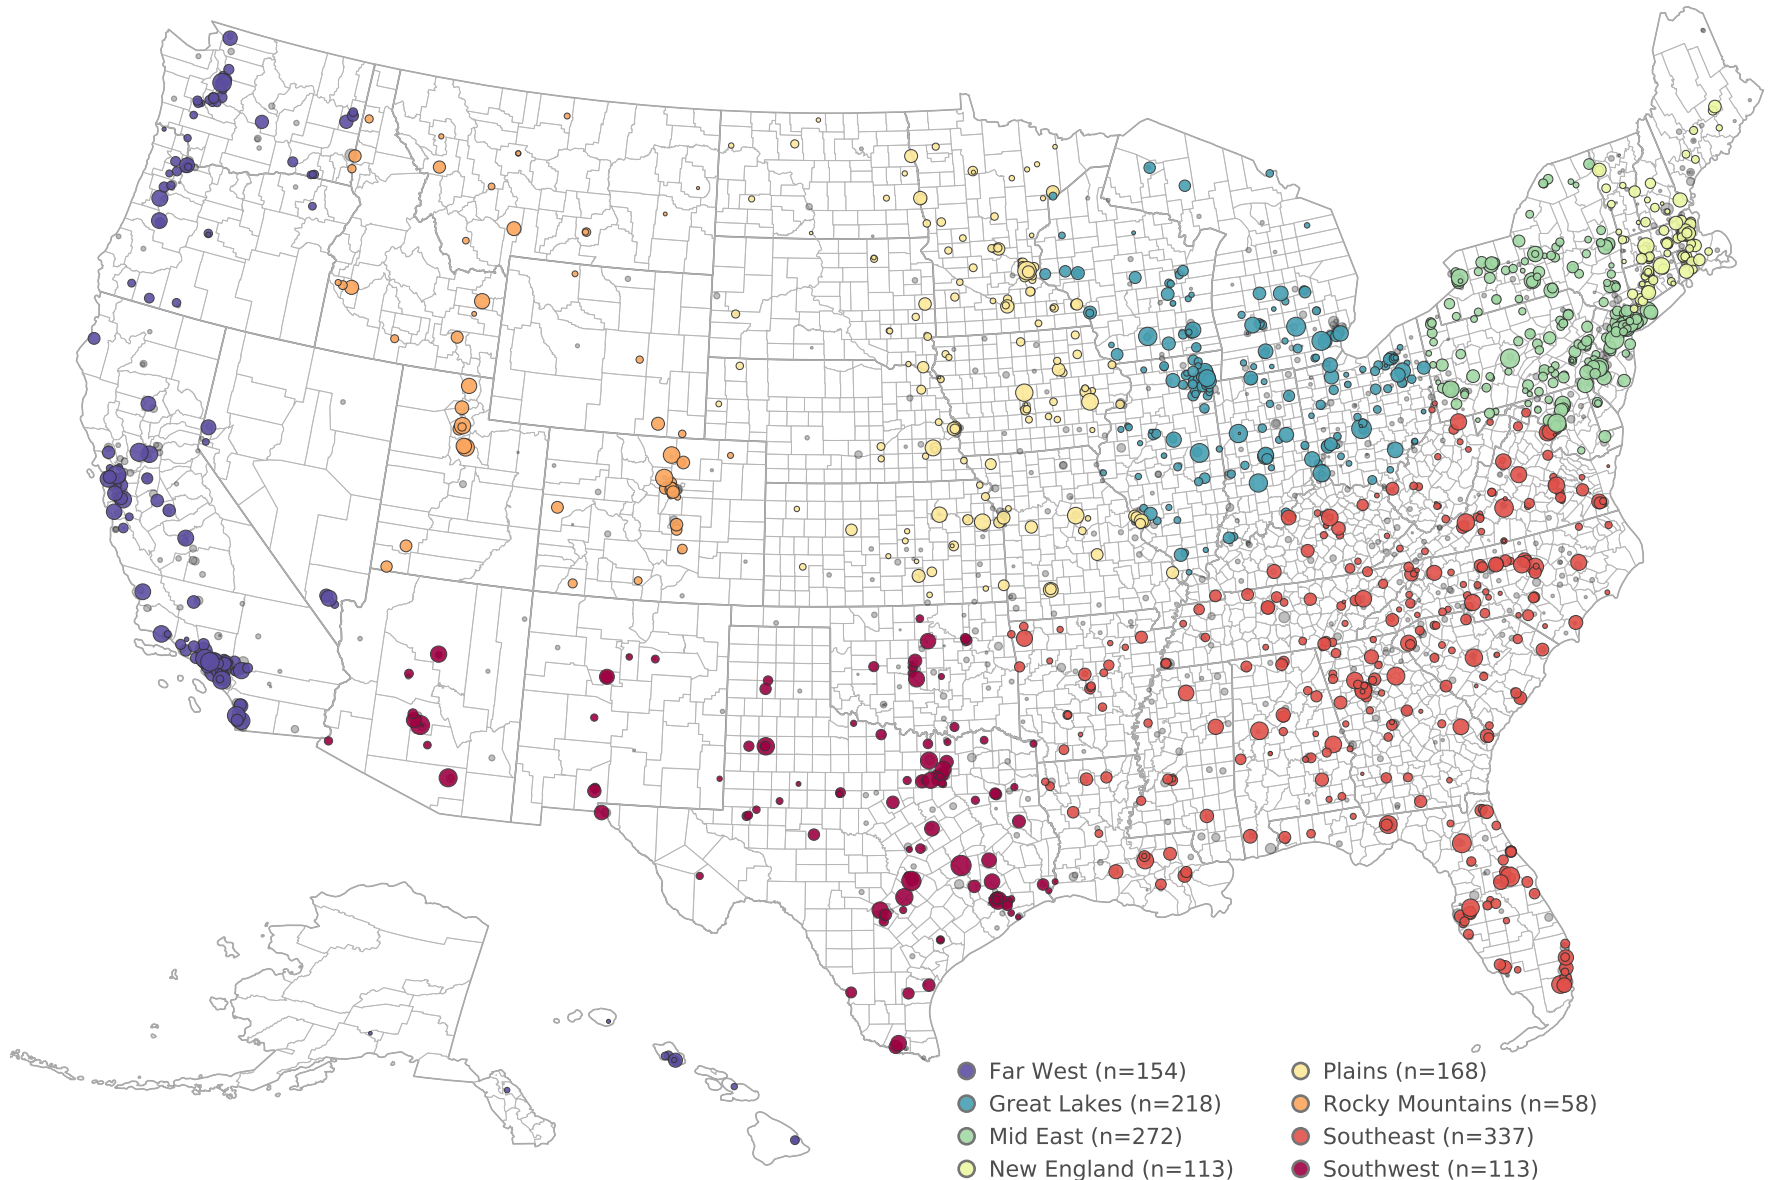 Far West (n=154)
Great Lakes (n=218)
Mid East (n=272)
New England (n=113)
Plains (n=168)
Rocky Mountains (n=58)
Southeast (n=337)
Southwest (n=113)